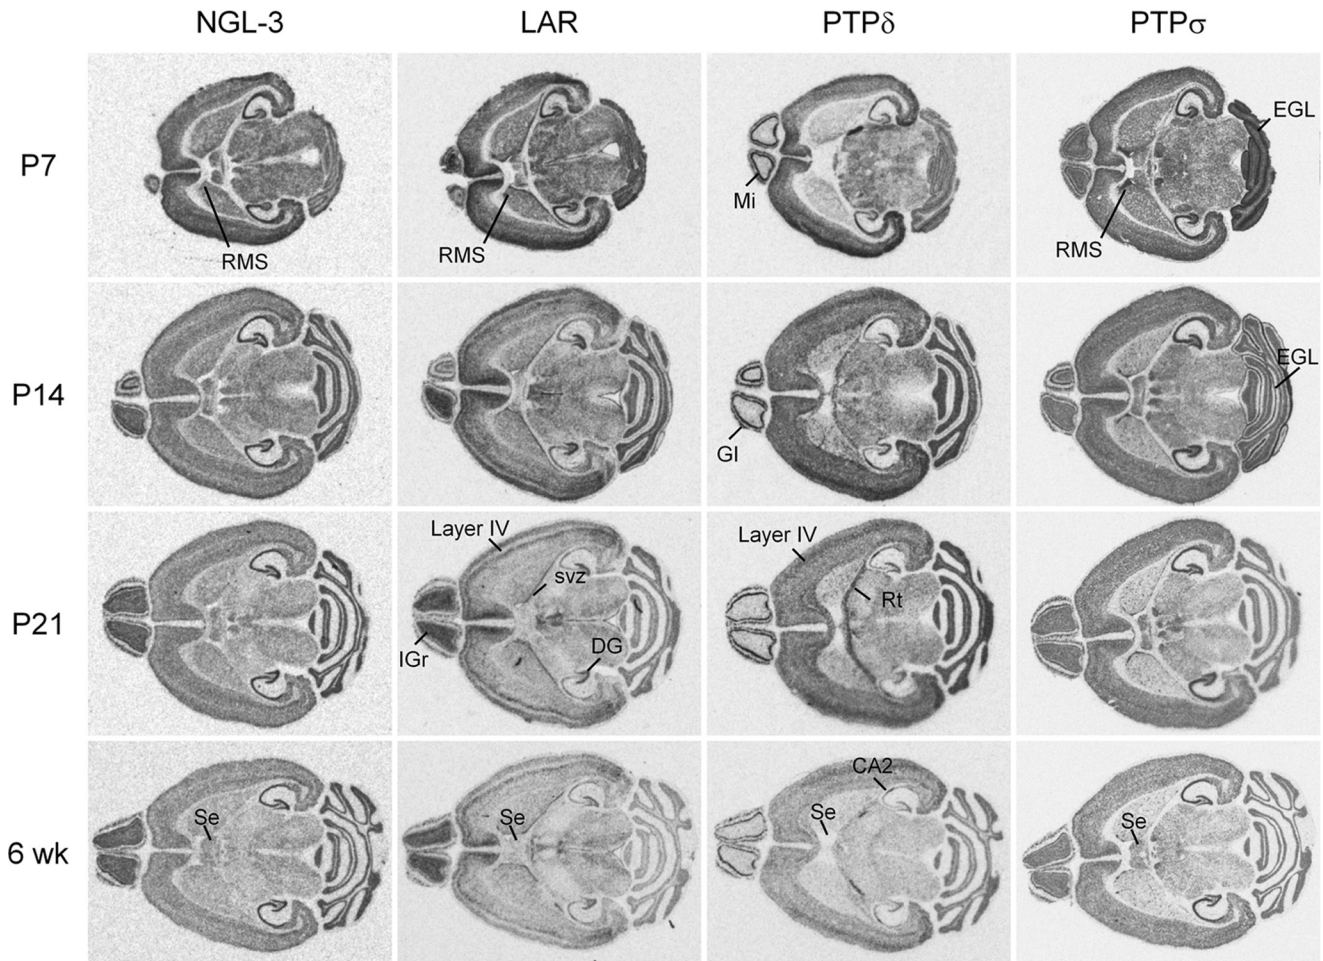 NGL-3 LAR PTPδ PTPσ
P7
EGL
Mi
RMS RMS RMS
P14
EGL
Gl
P21
Layer IV Layer IV
svz
Rt
IGr DG
6 wk
CA2
Se Se Se Se